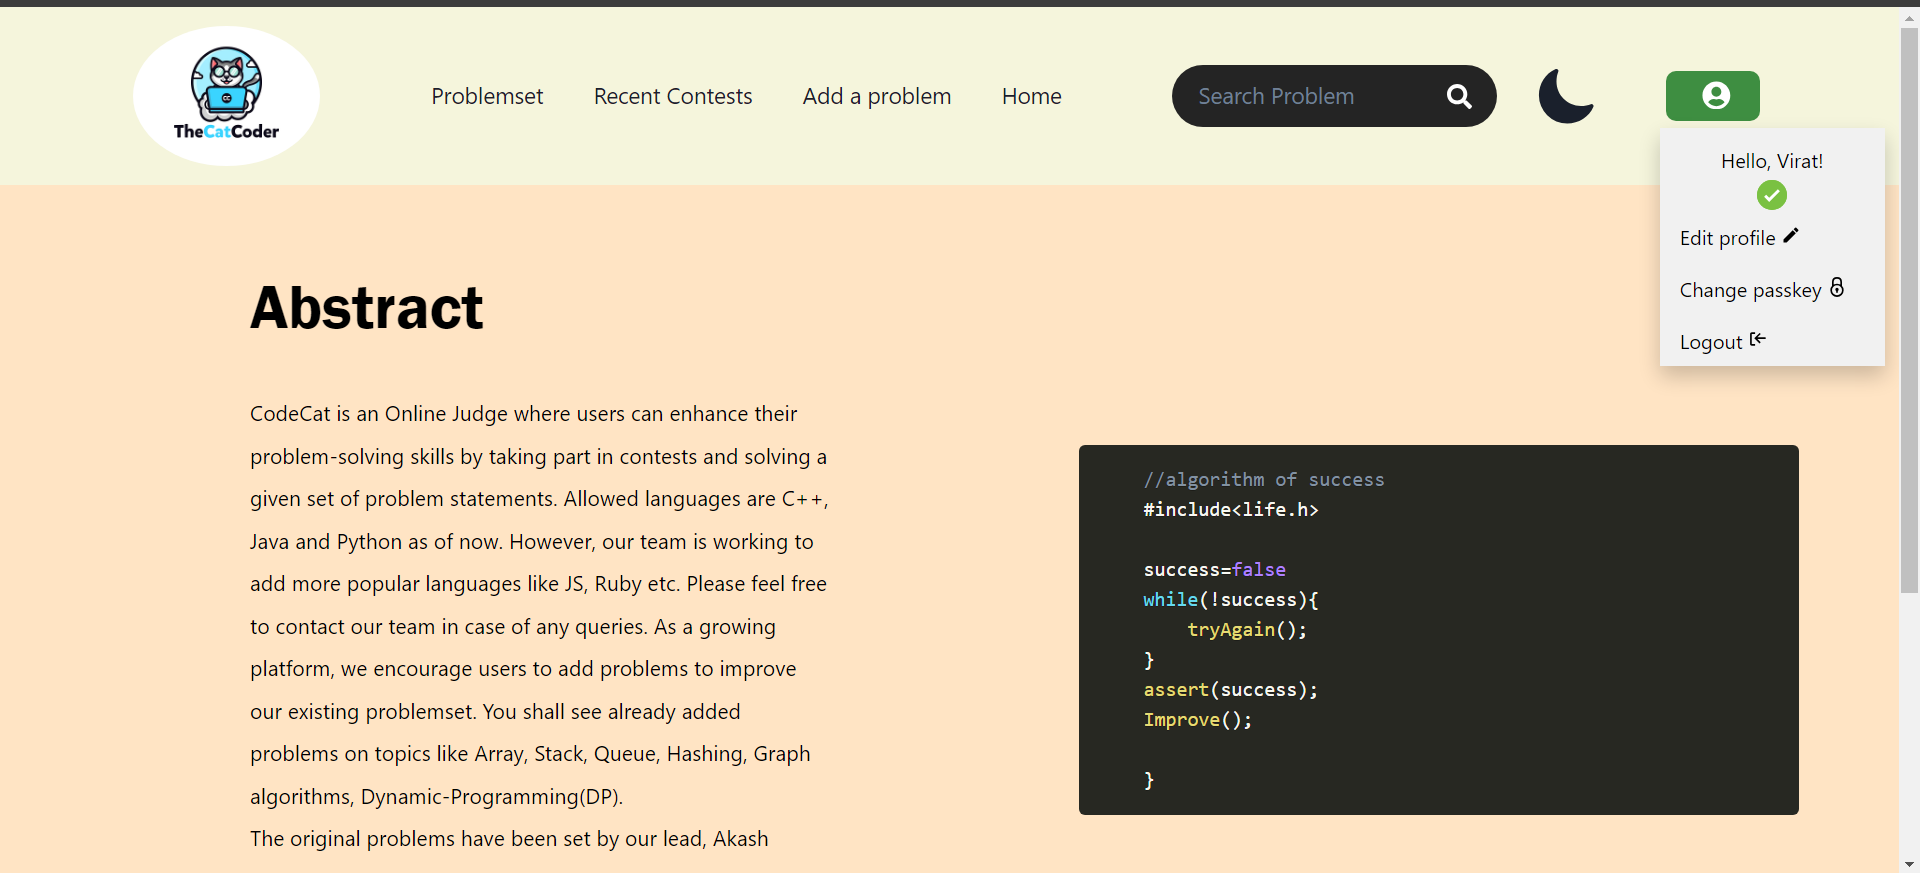 TheCatCoder
Problemset
Recent Contests
Add a problem
Home
Search Problem
Hello, Virat!
Edit profile
Change passkey
Logout
Abstract
CodeCat is an Online Judge where users can enhance their
problem-solving skills by taking part in contests and solving a
given set of problem statements. Allowed languages are C++,
Java and Python as of now. However, our team is working to
add more popular languages like JS, Ruby etc. Please feel free
to contact our team in case of any queries. As a growing
platform, we encourage users to add problems to improve
our existing problemset. You shall see already added
problems on topics like Array, Stack, Queue, Hashing, Graph
algorithms, Dynamic-Programming(DP).
The original problems have been set by our lead, Akash
//algorithm of success
#include<life.h>
success=false
while(!success){
    tryAgain();
}
assert(success);
Improve();
}